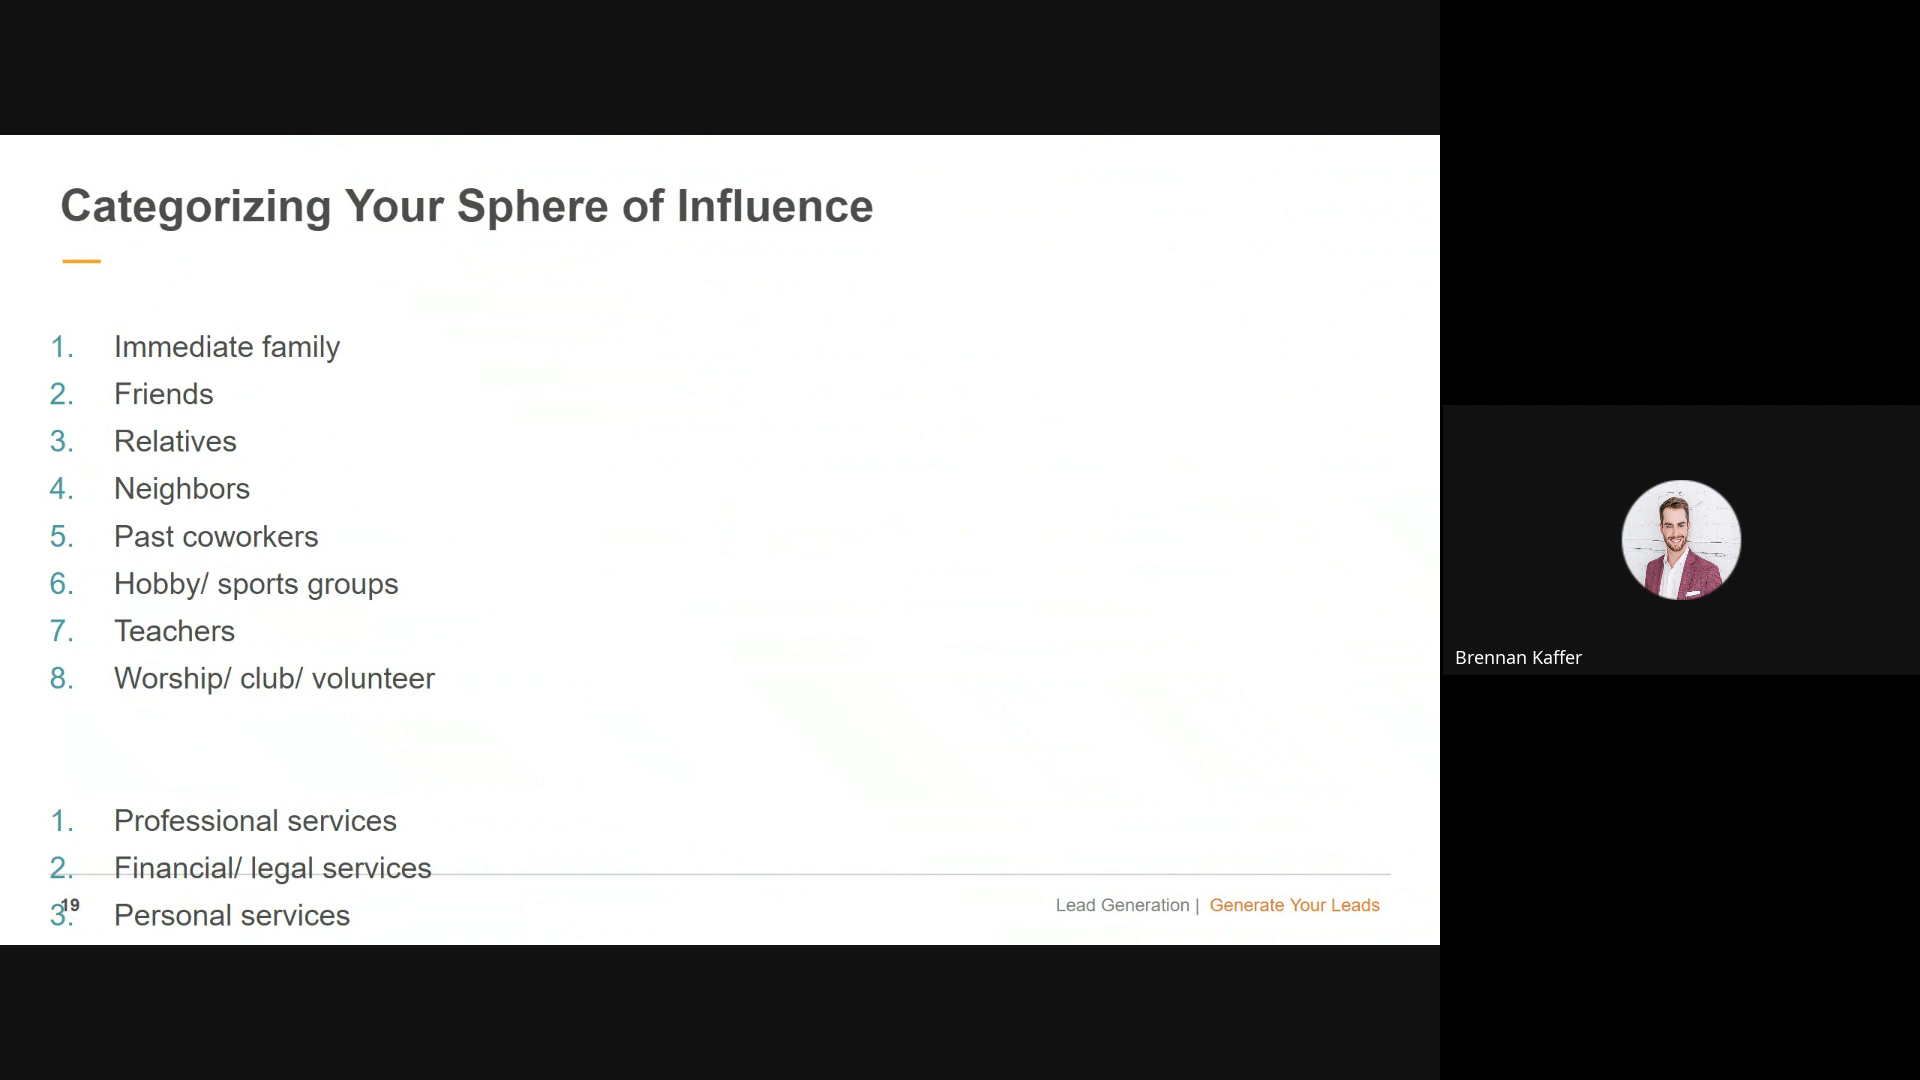 Categorizing Your Sphere of Influence
1. Immediate family
2. Friends
3. Relatives
4. Neighbors
5. Past coworkers
6. Hobby/ sports groups
7. Teachers
8. Worship/ club/ volunteer
1. Professional services
2. Financial/ legal services
3. Personal services
19
Lead Generation | Generate Your Leads
Brennan Kaffer